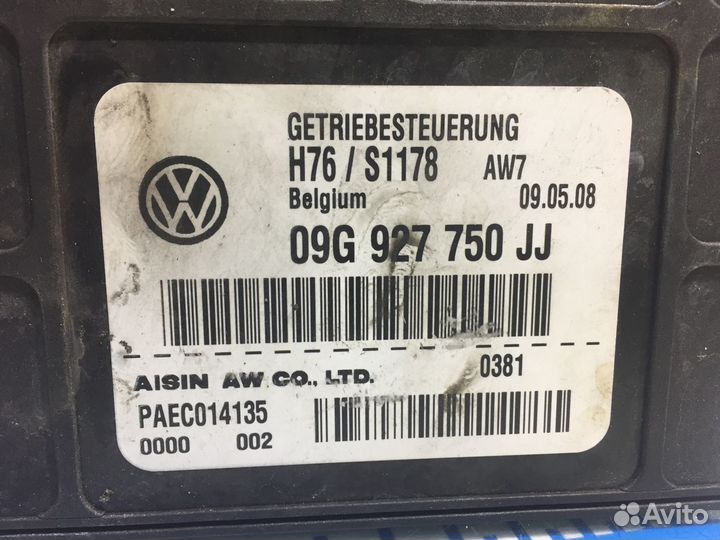 GETRIEBESTEUERUNG
H76 / S1178 AW7
Belgium 09.05.08
09G 927 750 JJ
AISIN AW CO., LTD. 0381
PAEC014135
0000 002
Avito